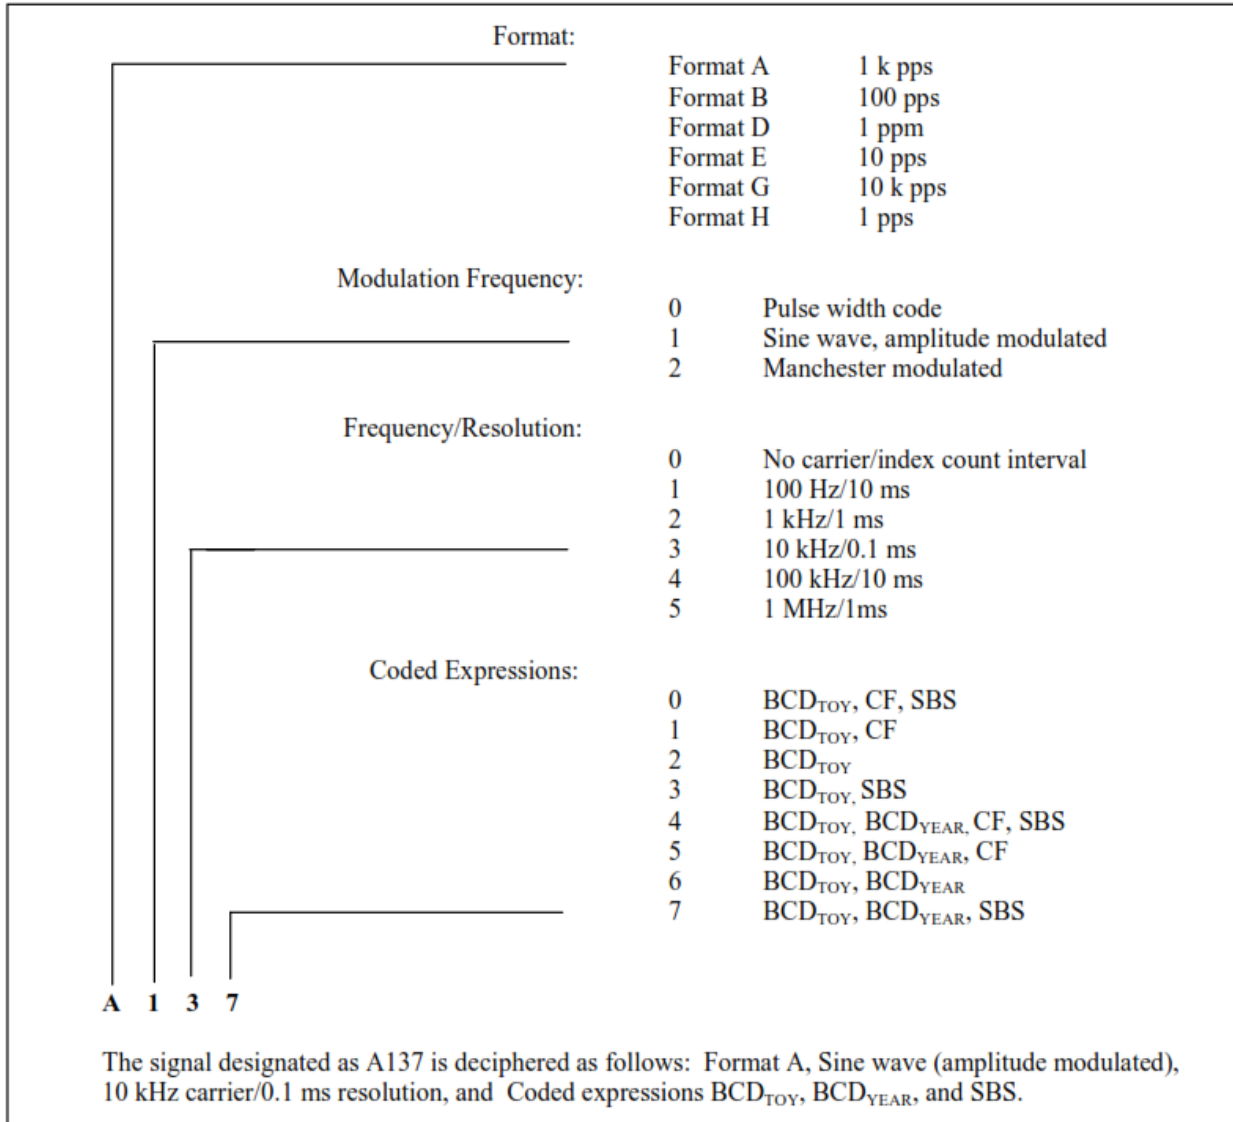 Format:
Format A 1 k pps
Format B 100 pps
Format D 1 ppm
Format E 10 pps
Format G 10 k pps
Format H 1 pps
Modulation Frequency:
0 Pulse width code
1 Sine wave, amplitude modulated
2 Manchester modulated
Frequency/Resolution:
0 No carrier/index count interval
1 100 Hz/10 ms
2 1 kHz/1 ms
3 10 kHz/0.1 ms
4 100 kHz/10 ms
5 1 MHz/1ms
Coded Expressions:
0 BCDTOY, CF, SBS
1 BCDTOY, CF
2 BCDTOY
3 BCDTOY, SBS
4 BCDTOY, BCDYEAR, CF, SBS
5 BCDTOY, BCDYEAR, CF
6 BCDTOY, BCDYEAR
7 BCDTOY, BCDYEAR, SBS
A 1 3 7
The signal designated as A137 is deciphered as follows: Format A, Sine wave (amplitude modulated),
10 kHz carrier/0.1 ms resolution, and Coded expressions BCDTOY, BCDYEAR, and SBS.